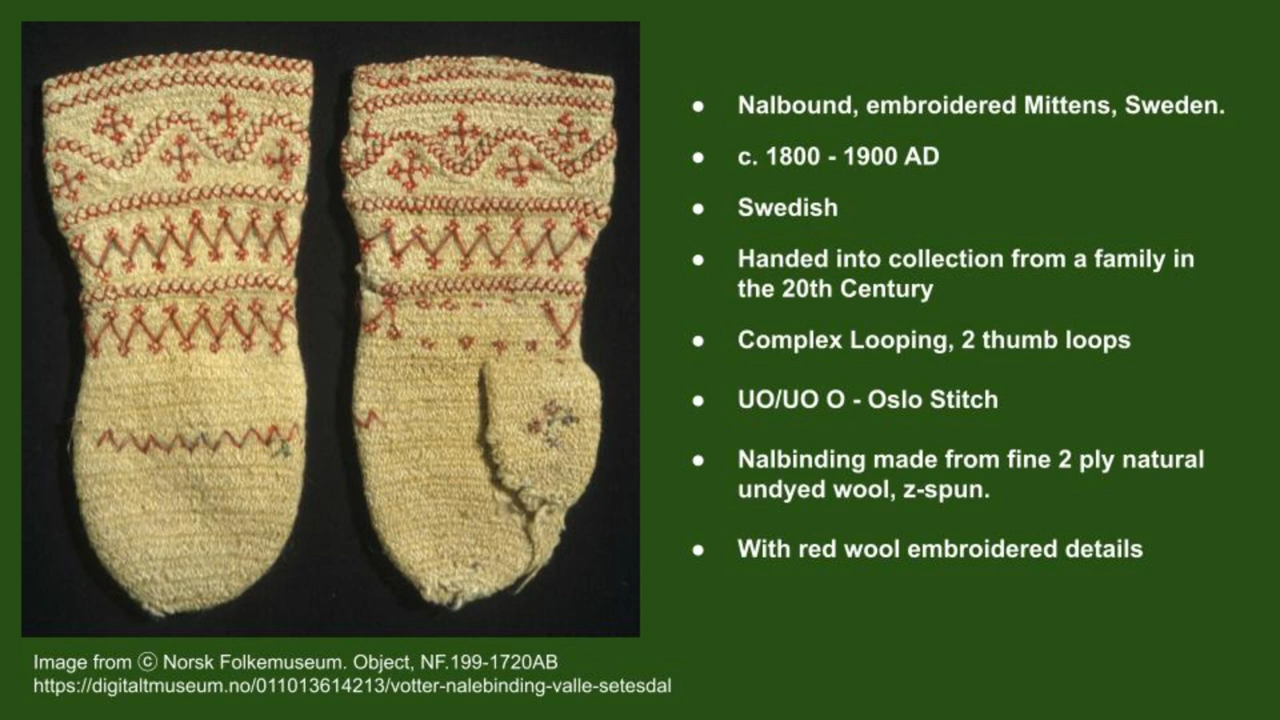 ● Nalbound, embroidered Mittens, Sweden.
● c. 1800 - 1900 AD
● Swedish
● Handed into collection from a family in
the 20th Century
● Complex Looping, 2 thumb loops
● UO/UO O - Oslo Stitch
● Nalbinding made from fine 2 ply natural
undyed wool, z-spun.
● With red wool embroidered details
Image from ⓒ Norsk Folkemuseum. Object, NF.199-1720AB
https://digitaltmuseum.no/011013614213/votter-nalebinding-valle-setesdal